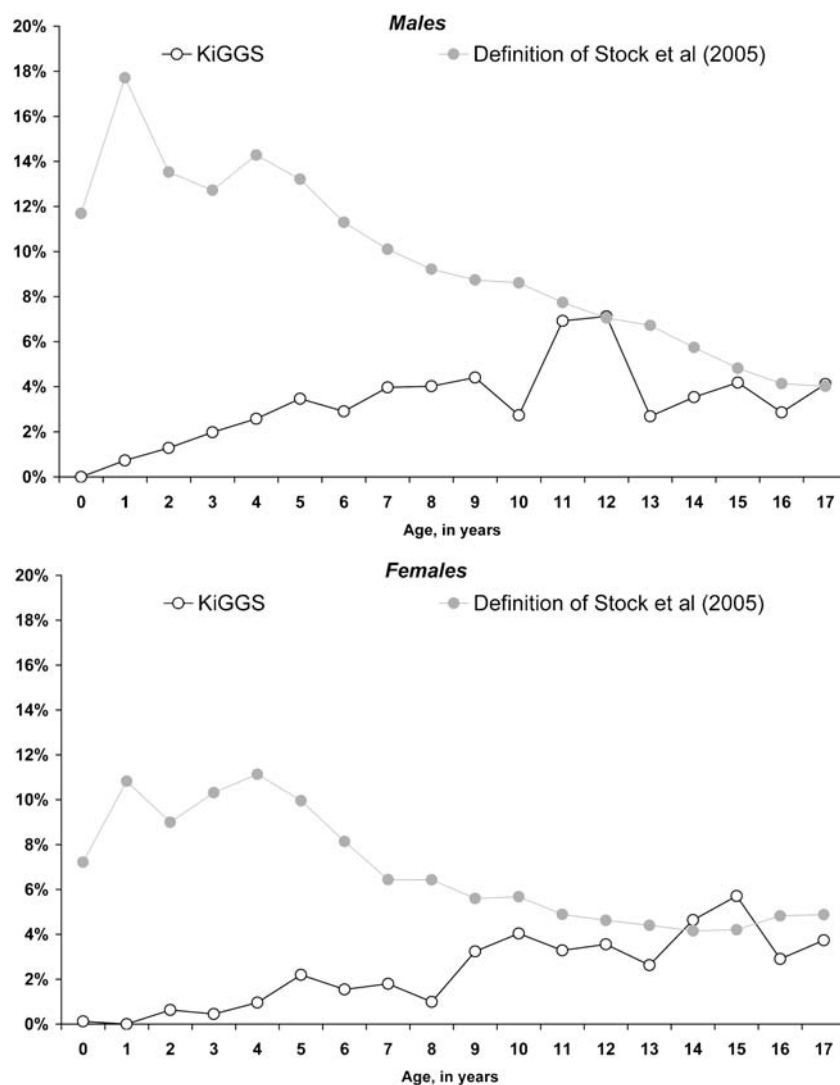 Males
KiGGS Definition of Stock et al (2005)
20%
18%
16%
14%
12%
10%
8%
6%
4%
2%
0%
0 1 2 3 4 5 6 7 8 9 10 11 12 13 14 15 16 17
Age, in years
Females
KiGGS Definition of Stock et al (2005)
20%
18%
16%
14%
12%
10%
8%
6%
4%
2%
0%
0 1 2 3 4 5 6 7 8 9 10 11 12 13 14 15 16 17
Age, in years